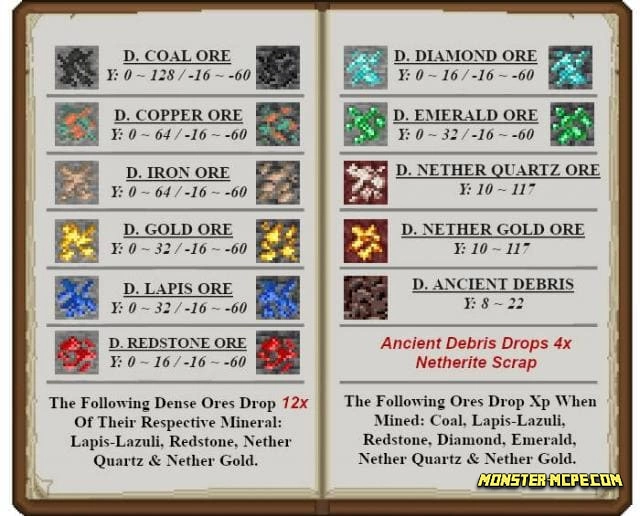 D. COAL ORE
Y: 0 ~ 128 / -16 ~ -60
D. COPPER ORE
Y: 0 ~ 64 / -16 ~ -60
D. IRON ORE
Y: 0 ~ 64 / -16 ~ -60
D. GOLD ORE
Y: 0 ~ 32 / -16 ~ -60
D. LAPIS ORE
Y: 0 ~ 32 / -16 ~ -60
D. REDSTONE ORE
Y: 0 ~ 16 / -16 ~ -60
The Following Dense Ores Drop 12x
Of Their Respective Mineral:
Lapis-Lazuli, Redstone, Nether
Quartz & Nether Gold.
D. DIAMOND ORE
Y: 0 ~ 16 / -16 ~ -60
D. EMERALD ORE
Y: 0 ~ 32 / -16 ~ -60
D. NETHER QUARTZ ORE
Y: 10 ~ 117
D. NETHER GOLD ORE
Y: 10 ~ 117
D. ANCIENT DEBRIS
Y: 8 ~ 22
Ancient Debris Drops 4x
Netherite Scrap
The Following Ores Drop Xp When
Mined: Coal, Lapis-Lazuli,
Redstone, Diamond, Emerald,
Nether Quartz & Nether Gold.
MONSTER-MCPE.COM